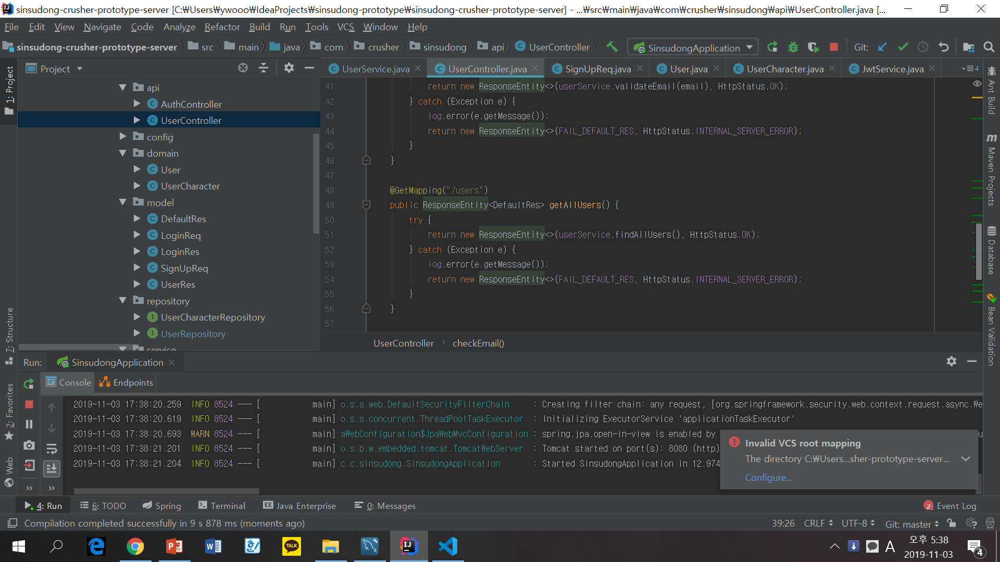 sinsudong-crusher-prototype-server [C:₩Users₩ywooo₩IdeaProjects₩sinsudong-prototype₩sinsudong-crusher-prototype-server] - ...₩src₩main₩java₩com₩crusher₩sinsudong₩api₩UserController.java [...
File Edit View Navigate Code Analyze Refactor Build Run Tools VCS Window Help
sinsudong-crusher-prototype-server src main java com crusher sinsudong api UserController SinsudongApplication Git:
Project
UserService.java UserController.java SignUpReq.java User.java UserCharacter.java JwtService.java 4
1: Project
7: Structure
2: Favorites
Web
api
AuthController
UserController
config
domain
User
UserCharacter
model
DefaultRes
LoginReq
LoginRes
SignUpReq
UserRes
repository
UserCharacterRepository
UserRepository
service
41 return new ResponseEntity<>(userService.validateEmail(email), HttpStatus.OK);
42 } catch (Exception e) {
43 log.error(e.getMessage());
44 return new ResponseEntity<>(FAIL_DEFAULT_RES, HttpStatus.INTERNAL_SERVER_ERROR);
45 }
46 }
47
48 @GetMapping("/users")
49 public ResponseEntity<DefaultRes> getAllUsers() {
50 try {
51 return new ResponseEntity<>(userService.findAllUsers(), HttpStatus.OK);
52 } catch (Exception e) {
53 log.error(e.getMessage());
54 return new ResponseEntity<>(FAIL_DEFAULT_RES, HttpStatus.INTERNAL_SERVER_ERROR);
55 }
56 }
57
UserController checkEmail()
Ant Build
Maven Projects
Database
Bean Validation
Run: SinsudongApplication
Console Endpoints
2019-11-03 17:38:20.259 INFO 8524 --- [ main] o.s.s.web.DefaultSecurityFilterChain : Creating filter chain: any request, [org.springframework.security.web.context.request.async.We
2019-11-03 17:38:20.619 INFO 8524 --- [ main] o.s.s.concurrent.ThreadPoolTaskExecutor : Initializing ExecutorService 'applicationTaskExecutor'
2019-11-03 17:38:20.693 WARN 8524 --- [ main] aWebConfiguration$JpaWebMvcConfiguration : spring.jpa.open-in-view is enabled by
2019-11-03 17:38:21.201 INFO 8524 --- [ main] o.s.b.w.embedded.tomcat.TomcatWebServer : Tomcat started on port(s): 8080 (http)
2019-11-03 17:38:21.204 INFO 8524 --- [ main] c.c.sinsudong.SinsudongApplication : Started SinsudongApplication in 12.974
Invalid VCS root mapping
The directory C:₩Users...sher-prototype-server...
Configure...
4: Run 6: TODO Spring Terminal Java Enterprise 0: Messages 2 Event Log
Compilation completed successfully in 9 s 878 ms (moments ago) 39:26 CRLF UTF-8 Git: master
TALK
A 오후 5:38
2019-11-03
4